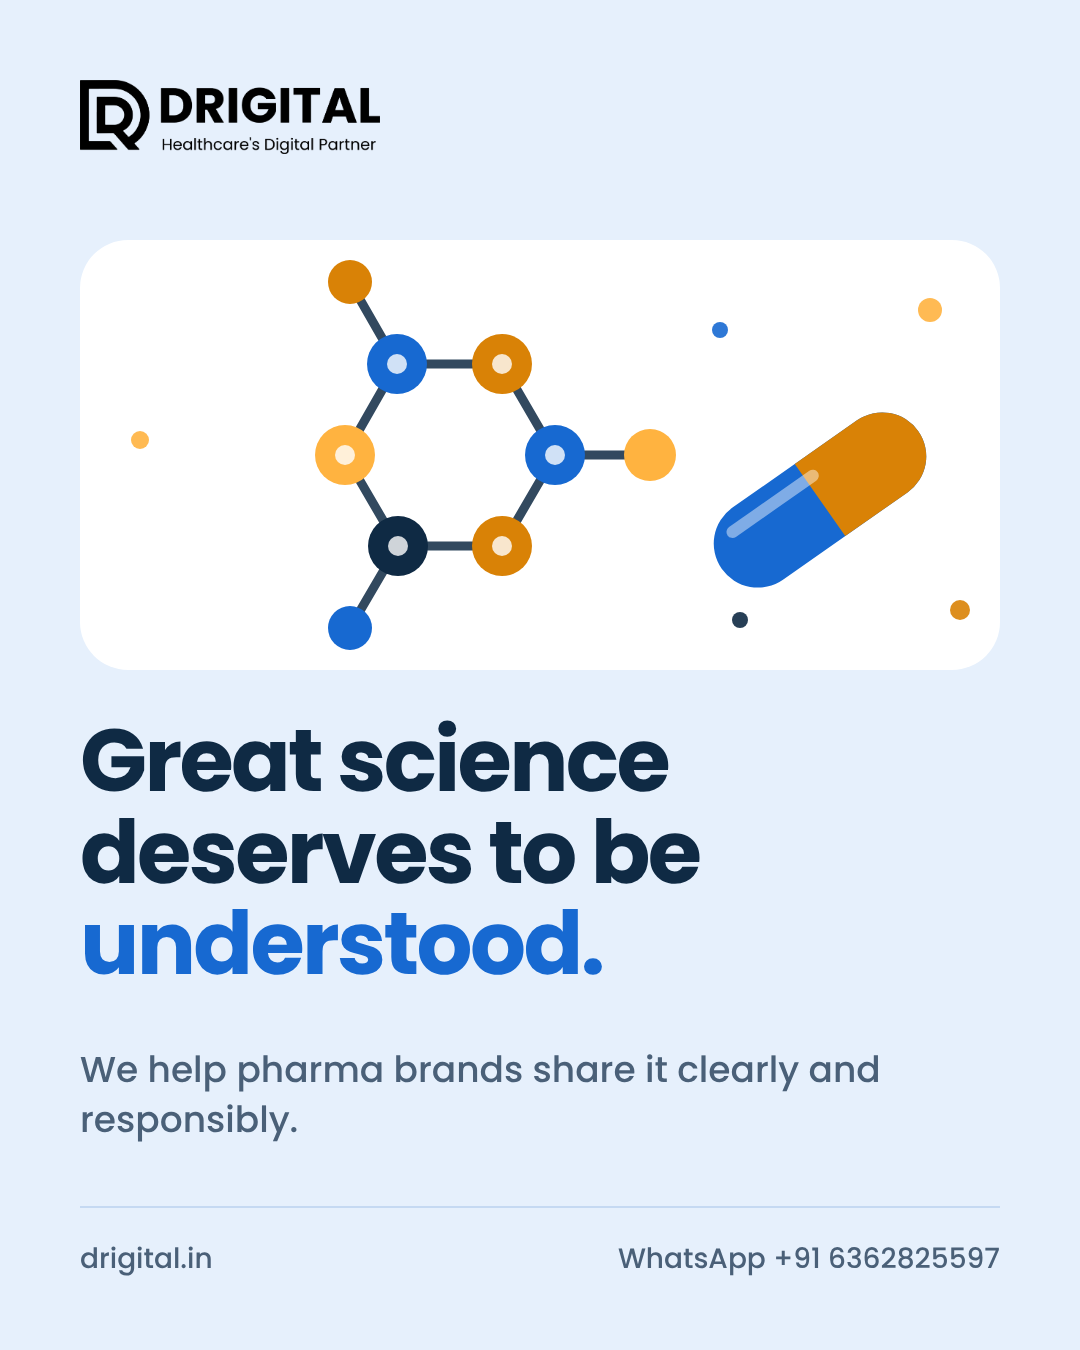 DRIGITAL
Healthcare's Digital Partner
Great science
deserves to be
understood.
We help pharma brands share it clearly and
responsibly.
drigital.in
WhatsApp +91 6362825597